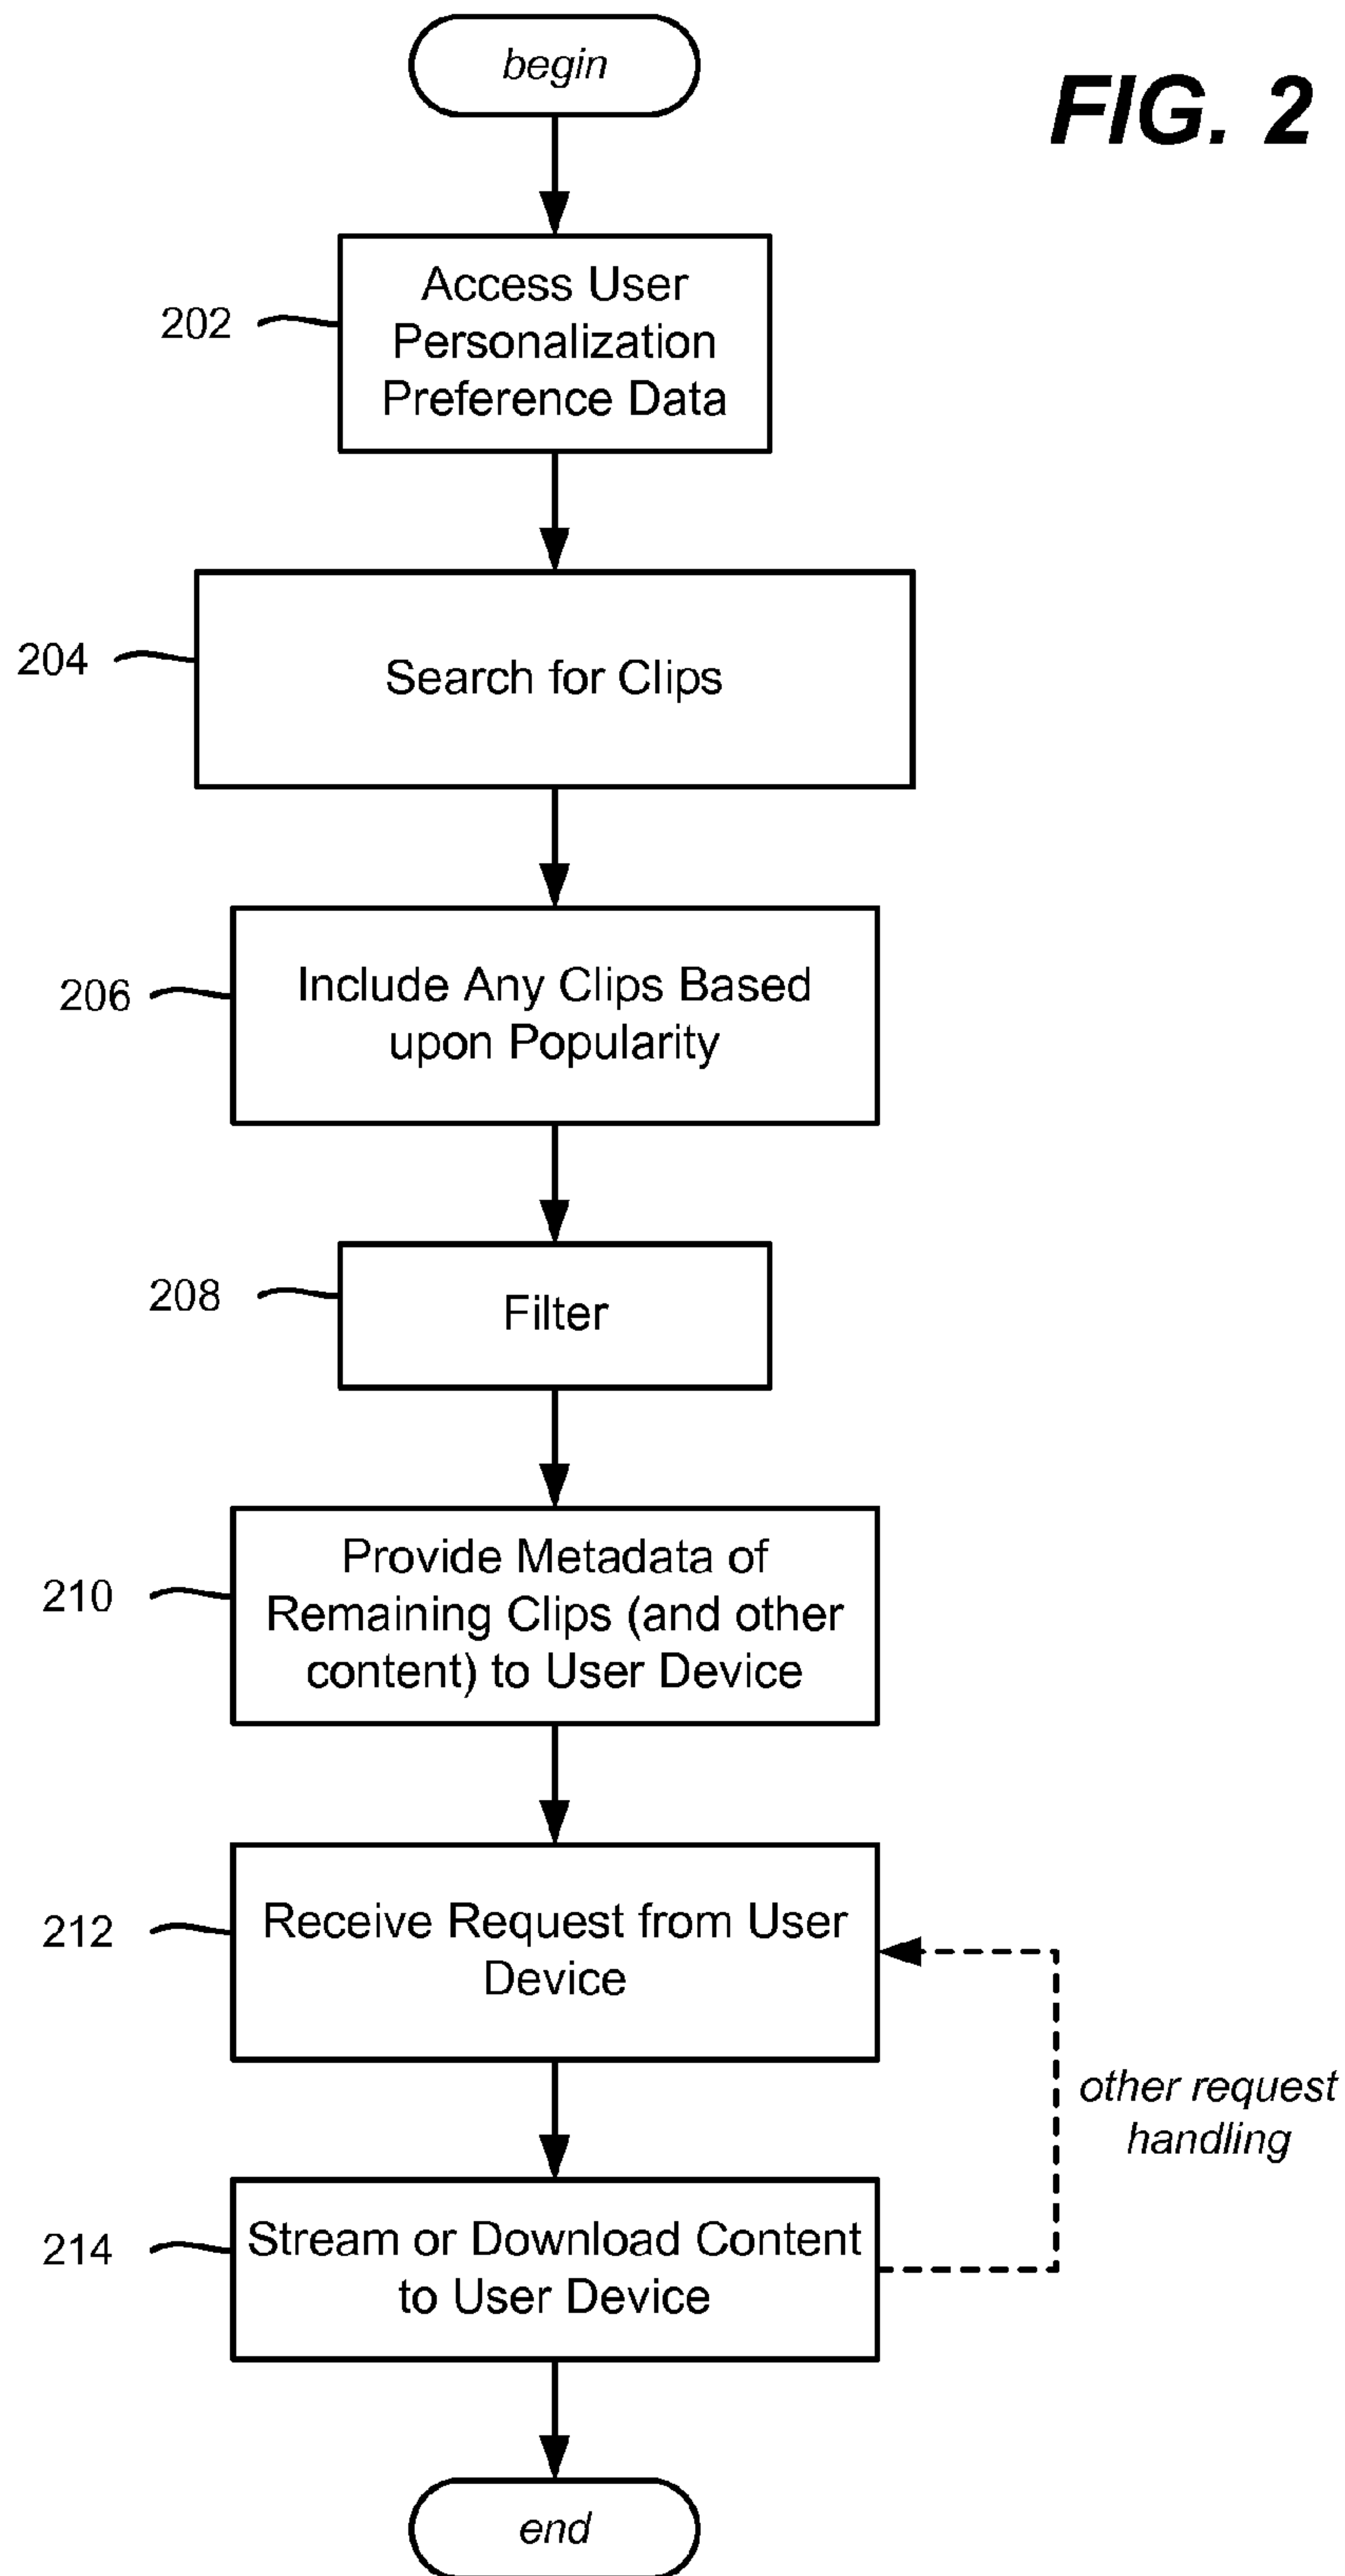 begin
FIG. 2
202
Access User
Personalization
Preference Data
204
Search for Clips
206
Include Any Clips Based
upon Popularity
208
Filter
210
Provide Metadata of
Remaining Clips (and other
content) to User Device
212
Receive Request from User
Device
other request
handling
214
Stream or Download Content
to User Device
end